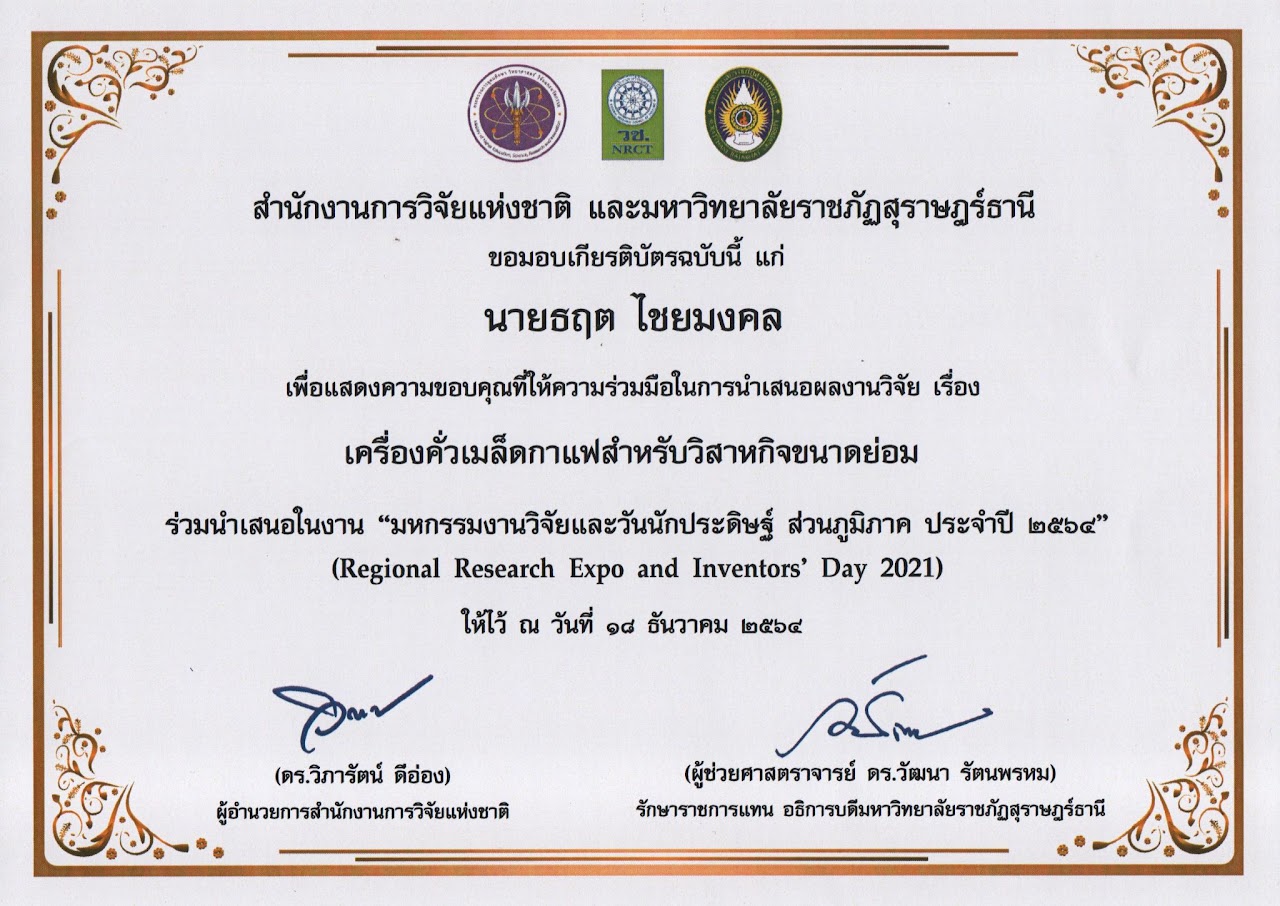 วช.
NRCT
สำนักงานการวิจัยแห่งชาติ และมหาวิทยาลัยราชภัฏสุราษฎร์ธานี
ขอมอบเกียรติบัตรฉบับนี้ แก่
นายธฤต ไชยมงคล
เพื่อแสดงความขอบคุณที่ให้ความร่วมมือในการนำเสนอผลงานวิจัย เรื่อง
เครื่องคั่วเมล็ดกาแฟสำหรับวิสาหกิจขนาดย่อม
ร่วมนำเสนอในงาน “มหกรรมงานวิจัยและวันนักประดิษฐ์ ส่วนภูมิภาค ประจำปี ๒๕๖๔”
(Regional Research Expo and Inventors’ Day 2021)
ให้ไว้ ณ วันที่ ๑๘ ธันวาคม ๒๕๖๔
(ดร.วิภารัตน์ ดีอ่อง)
ผู้อำนวยการสำนักงานการวิจัยแห่งชาติ
(ผู้ช่วยศาสตราจารย์ ดร.วัฒนา รัตนพรหม)
รักษาราชการแทน อธิการบดีมหาวิทยาลัยราชภัฏสุราษฎร์ธานี